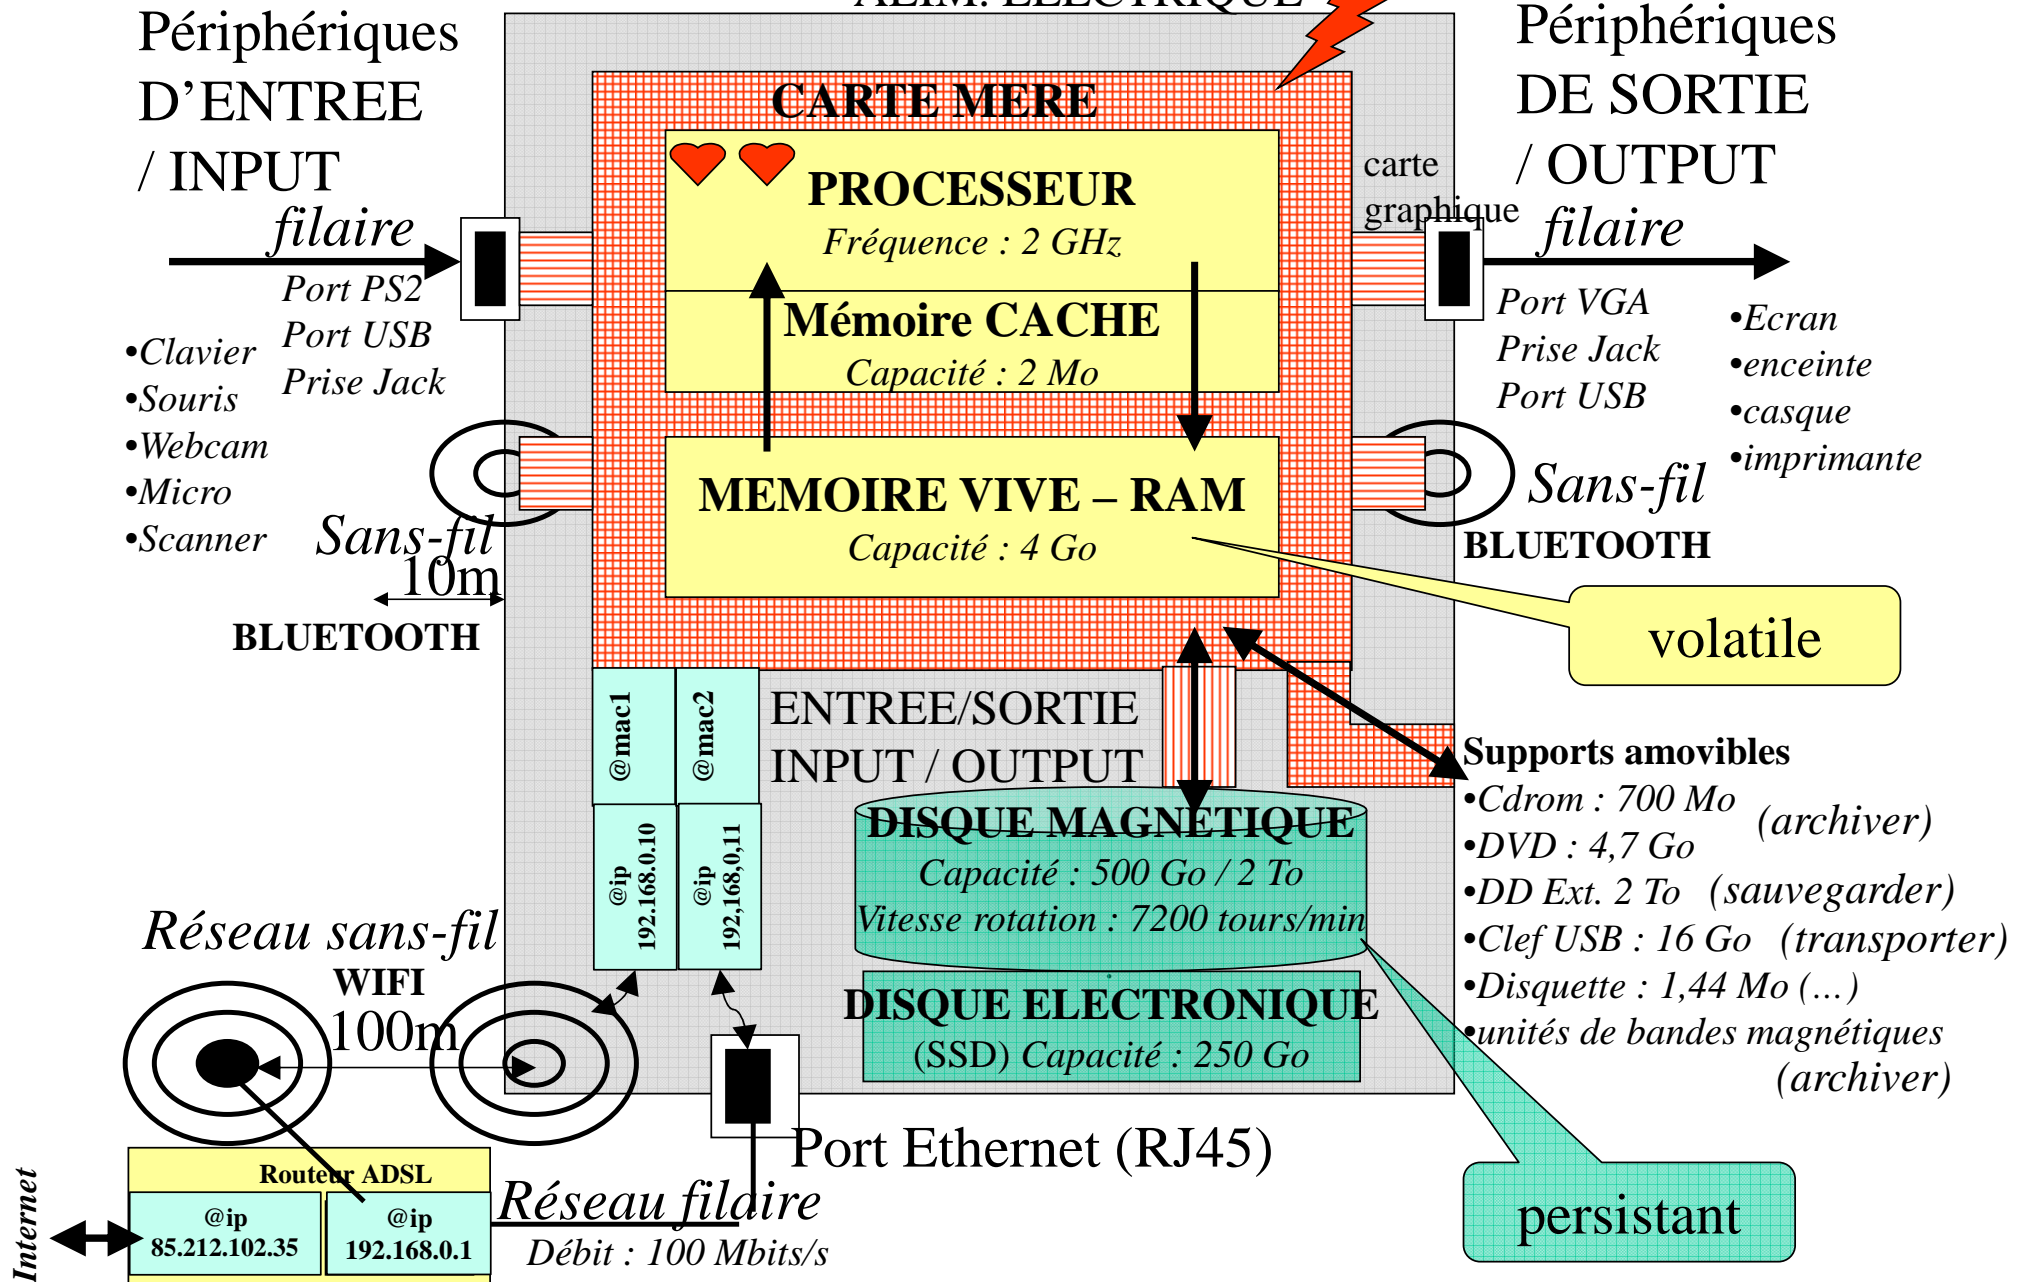 ALIM. ELECTRIQUE
Périphériques
D’ENTREE
/ INPUT
filaire
Port PS2
Port USB
Prise Jack
•Clavier
•Souris
•Webcam
•Micro
•Scanner
Sans-fil
10m
BLUETOOTH
CARTE MERE
PROCESSEUR
Fréquence : 2 GHz
Mémoire CACHE
Capacité : 2 Mo
MEMOIRE VIVE – RAM
Capacité : 4 Go
carte
graphique
Périphériques
DE SORTIE
/ OUTPUT
filaire
Port VGA
Prise Jack
Port USB
•Ecran
•enceinte
•casque
•imprimante
Sans-fil
BLUETOOTH
volatile
@mac1
@mac2
@ip
192.168.0.10
@ip
192,168,0,11
ENTREE/SORTIE
INPUT / OUTPUT
DISQUE MAGNETIQUE
Capacité : 500 Go / 2 To
Vitesse rotation : 7200 tours/min
DISQUE ELECTRONIQUE
(SSD) Capacité : 250 Go
Supports amovibles
•Cdrom : 700 Mo
(archiver)
•DVD : 4,7 Go
•DD Ext. 2 To (sauvegarder)
•Clef USB : 16 Go (transporter)
•Disquette : 1,44 Mo (...)
•unités de bandes magnétiques
(archiver)
persistant
Réseau sans-fil
WIFI
100m
Port Ethernet (RJ45)
Routeur ADSL
@ip
85.212.102.35
@ip
192.168.0.1
Internet
Réseau filaire
Débit : 100 Mbits/s